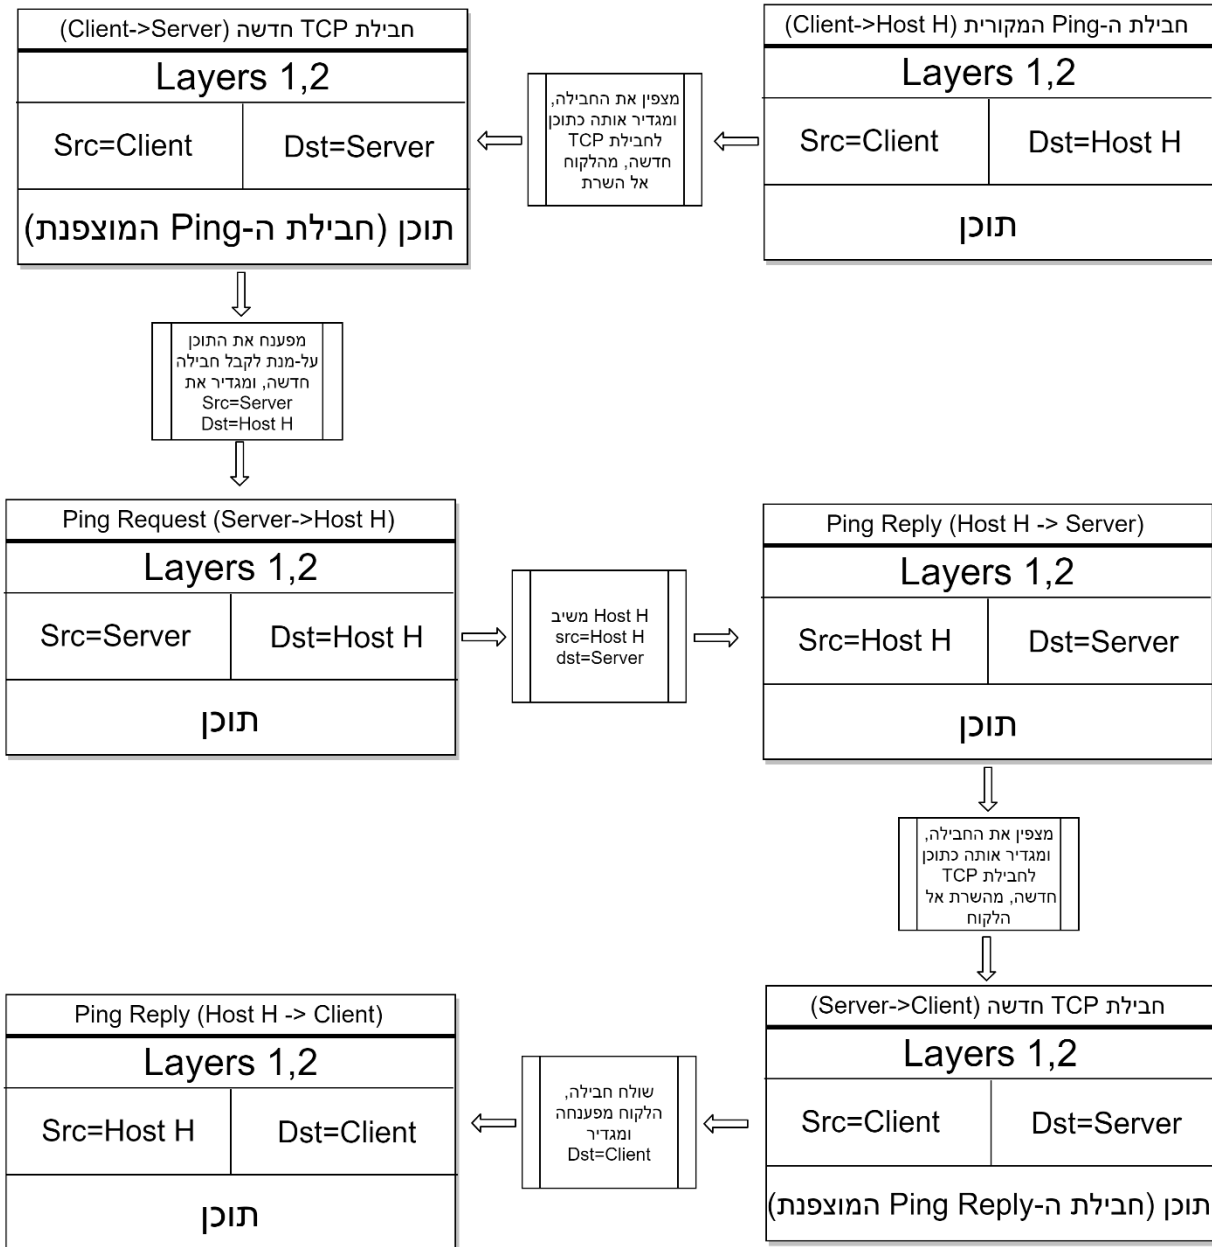 חבילת ה-Ping המקורית (Client->Host H)
Layers 1,2
Src=Client
Dst=Host H
תוכן
מצפין את החבילה,
ומגדיר אותה כתוכן
לחבילת TCP
חדשה, מהלקוח
אל השרת
חבילת TCP חדשה (Client->Server)
Layers 1,2
Src=Client
Dst=Server
תוכן (חבילת ה-Ping המוצפנת)
מפענח את התוכן
על-מנת לקבל חבילה
חדשה, ומגדיר את
Src=Server
Dst=Host H
Ping Request (Server->Host H)
Layers 1,2
Src=Server
Dst=Host H
תוכן
Host H משיב
src=Host H
dst=Server
Ping Reply (Host H -> Server)
Layers 1,2
Src=Host H
Dst=Server
תוכן
מצפין את החבילה,
ומגדיר אותה כתוכן
לחבילת TCP
חדשה, מהשרת אל
הלקוח
חבילת TCP חדשה (Server->Client)
Layers 1,2
Src=Client
Dst=Server
תוכן (חבילת ה-Ping Reply המוצפנת)
שולח חבילה,
הלקוח מפענחה
ומגדיר
Dst=Client
Ping Reply (Host H -> Client)
Layers 1,2
Src=Host H
Dst=Client
תוכן